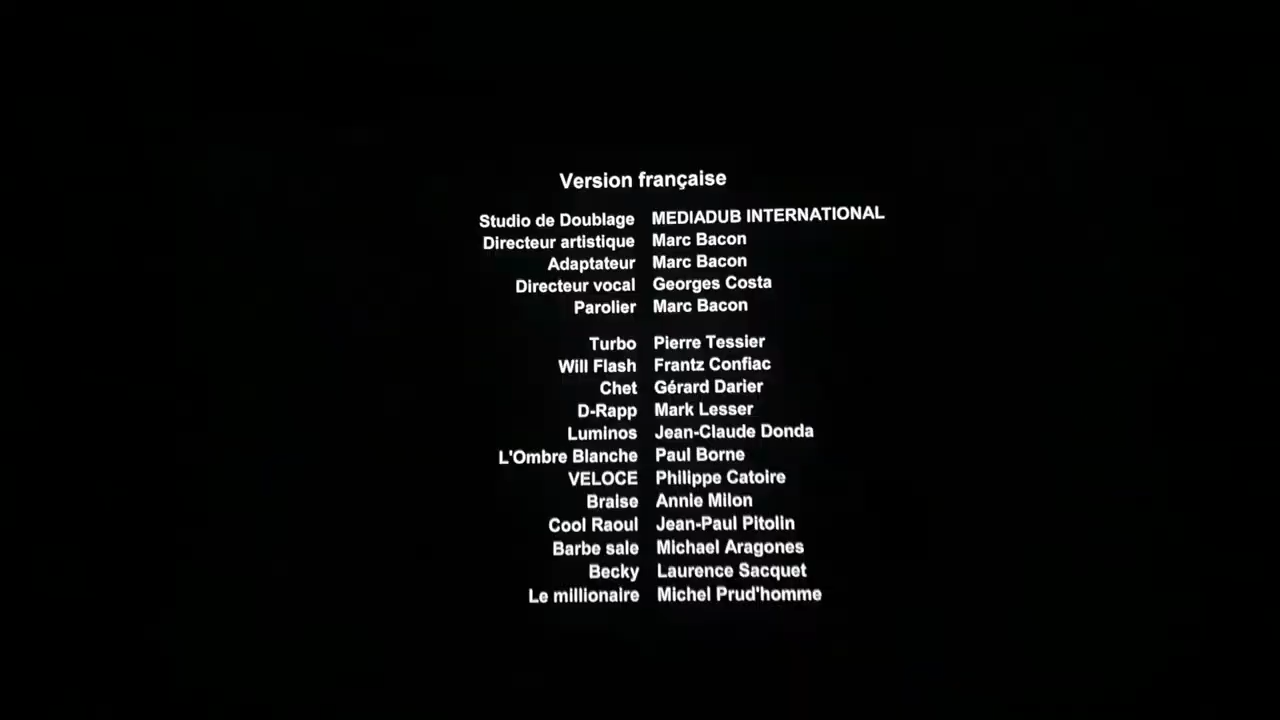 Version française
Studio de Doublage MEDIADUB INTERNATIONAL
Directeur artistique Marc Bacon
Adaptateur Marc Bacon
Directeur vocal Georges Costa
Parolier Marc Bacon
Turbo Pierre Tessier
Will Flash Frantz Confiac
Chet Gérard Darier
D-Rapp Mark Lesser
Luminos Jean-Claude Donda
L'Ombre Blanche Paul Borne
VELOCE Philippe Catoire
Braise Annie Milon
Cool Raoul Jean-Paul Pitolin
Barbe sale Michael Aragones
Becky Laurence Sacquet
Le millionaire Michel Prud'homme